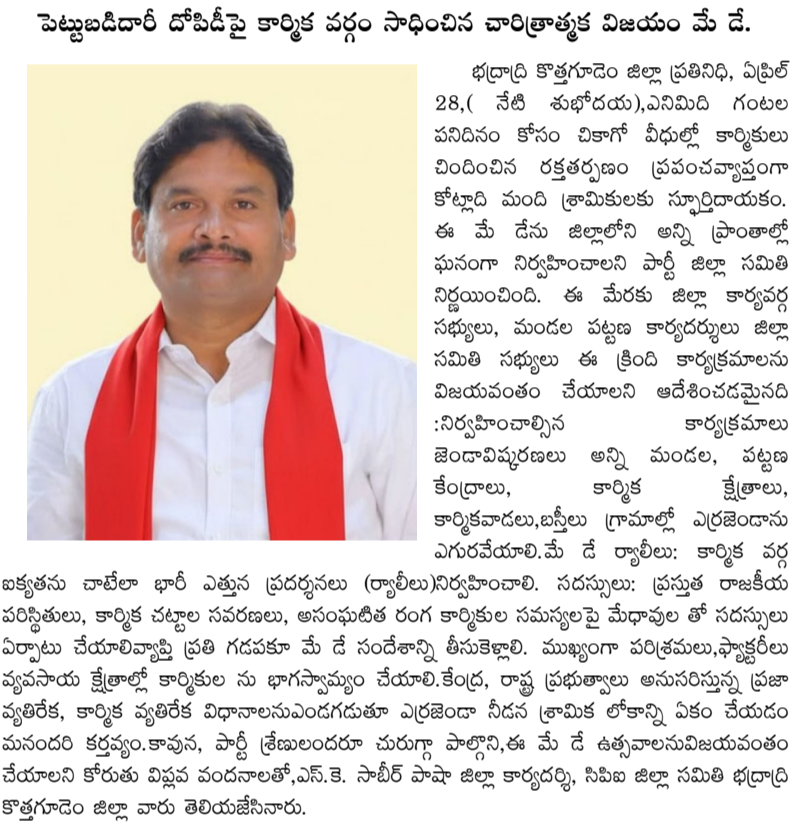 పెట్టుబడిదారీ దోపిడీపై కార్మిక వర్గం సాధించిన చారిత్రాత్మక విజయం మే డే.
భద్రాద్రి కొత్తగూడెం జిల్లా ప్రతినిధి, ఏప్రిల్
28,( నేటి శుభోదయ),ఎనిమిది గంటల
పనిదినం కోసం చికాగో వీధుల్లో కార్మికులు
చిందించిన రక్తతర్పణం ప్రపంచవ్యాప్తంగా
కోట్లాది మంది శ్రామికులకు స్ఫూర్తిదాయకం.
ఈ మే డేను జిల్లాలోని అన్ని ప్రాంతాల్లో
ఘనంగా నిర్వహించాలని పార్టీ జిల్లా సమితి
నిర్ణయించింది. ఈ మేరకు జిల్లా కార్యవర్గ
సభ్యులు, మండల పట్టణ కార్యదర్శులు జిల్లా
సమితి సభ్యులు ఈ క్రింది కార్యక్రమాలను
విజయవంతం చేయాలని ఆదేశించడమైనది
:నిర్వహించాల్సిన కార్యక్రమాలు
జెండావిష్కరణలు అన్ని మండల, పట్టణ
కేంద్రాలు, కార్మిక క్షేత్రాలు,
కార్మికవాడలు,బస్తీలు గ్రామాల్లో ఎర్రజెండాను
ఎగురవేయాలి.మే డే ర్యాలీలు: కార్మిక వర్గ
ఐక్యతను చాటేలా భారీ ఎత్తున ప్రదర్శనలు (ర్యాలీలు)నిర్వహించాలి. సదస్సులు: ప్రస్తుత రాజకీయ
పరిస్థితులు, కార్మిక చట్టాల సవరణలు, అసంఘటిత రంగ కార్మికుల సమస్యలపై మేధావుల తో సదస్సులు
ఏర్పాటు చేయాలివ్యాప్తి ప్రతి గడపకూ మే డే సందేశాన్ని తీసుకెళ్లాలి. ముఖ్యంగా పరిశ్రమలు,ఫ్యాక్టరీలు
వ్యవసాయ క్షేత్రాల్లో కార్మికుల ను భాగస్వామ్యం చేయాలి.కేంద్ర, రాష్ట్ర ప్రభుత్వాలు అనుసరిస్తున్న ప్రజా
వ్యతిరేక, కార్మిక వ్యతిరేక విధానాలనుఎండగడుతూ ఎర్రజెండా నీడన శ్రామిక లోకాన్ని ఏకం చేయడం
మనందరి కర్తవ్యం.కావున, పార్టీ శ్రేణులందరూ చురుగ్గా పాల్గొని,ఈ మే డే ఉత్సవాలనువిజయవంతం
చేయాలని కోరుతు విప్లవ వందనాలతో,ఎస్.కె. సాబీర్ పాషా జిల్లా కార్యదర్శి, సిపిఐ జిల్లా సమితి భద్రాద్రి
కొత్తగూడెం జిల్లా వారు తెలియజేసినారు.